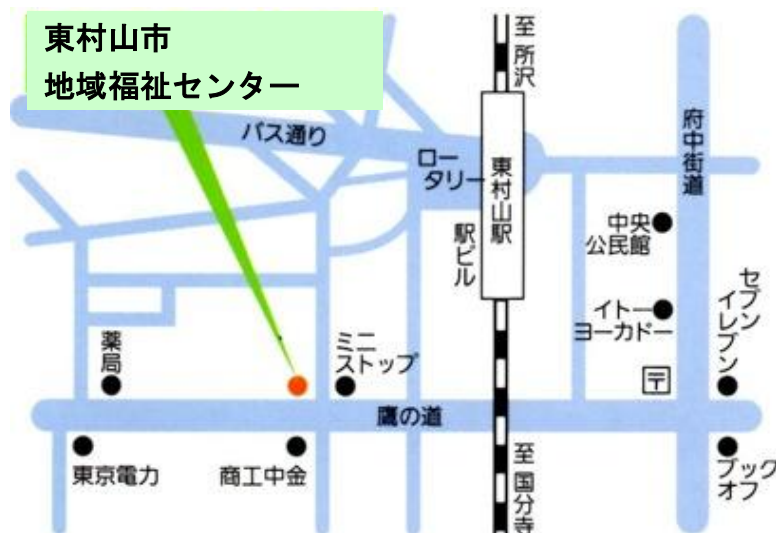 東村山市
地域福祉センター
至所沢
バス通り
ロー
タリー
東村山駅
駅ビル
府中街道
中央
公民館
イトー
ヨーカドー
セブン
イレブン
〒
薬局
ミニ
ストップ
鷹の道
東京電力
商工中金
至国分寺
ブック
オフ